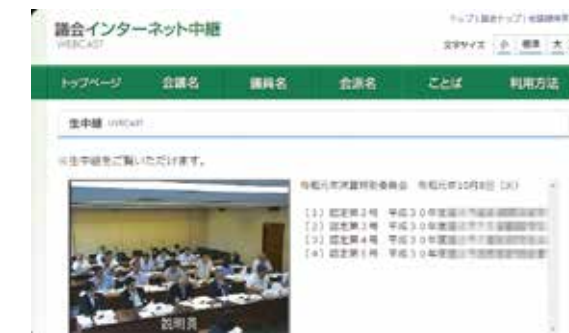 議会インターネット中継
WEBCAST
文字サイズ 小 標準 大
トップページ 会議名 議員名 会派名 ことば 利用方法
生中継
※生中継をご覧いただけます。
令和元年決算特別委員会 令和元年10月8日（火）
［1］認定第2号 平成30年度
［2］認定第3号 平成30年度
［3］認定第4号 平成30年度
［4］認定第5号 平成30年度
説明員